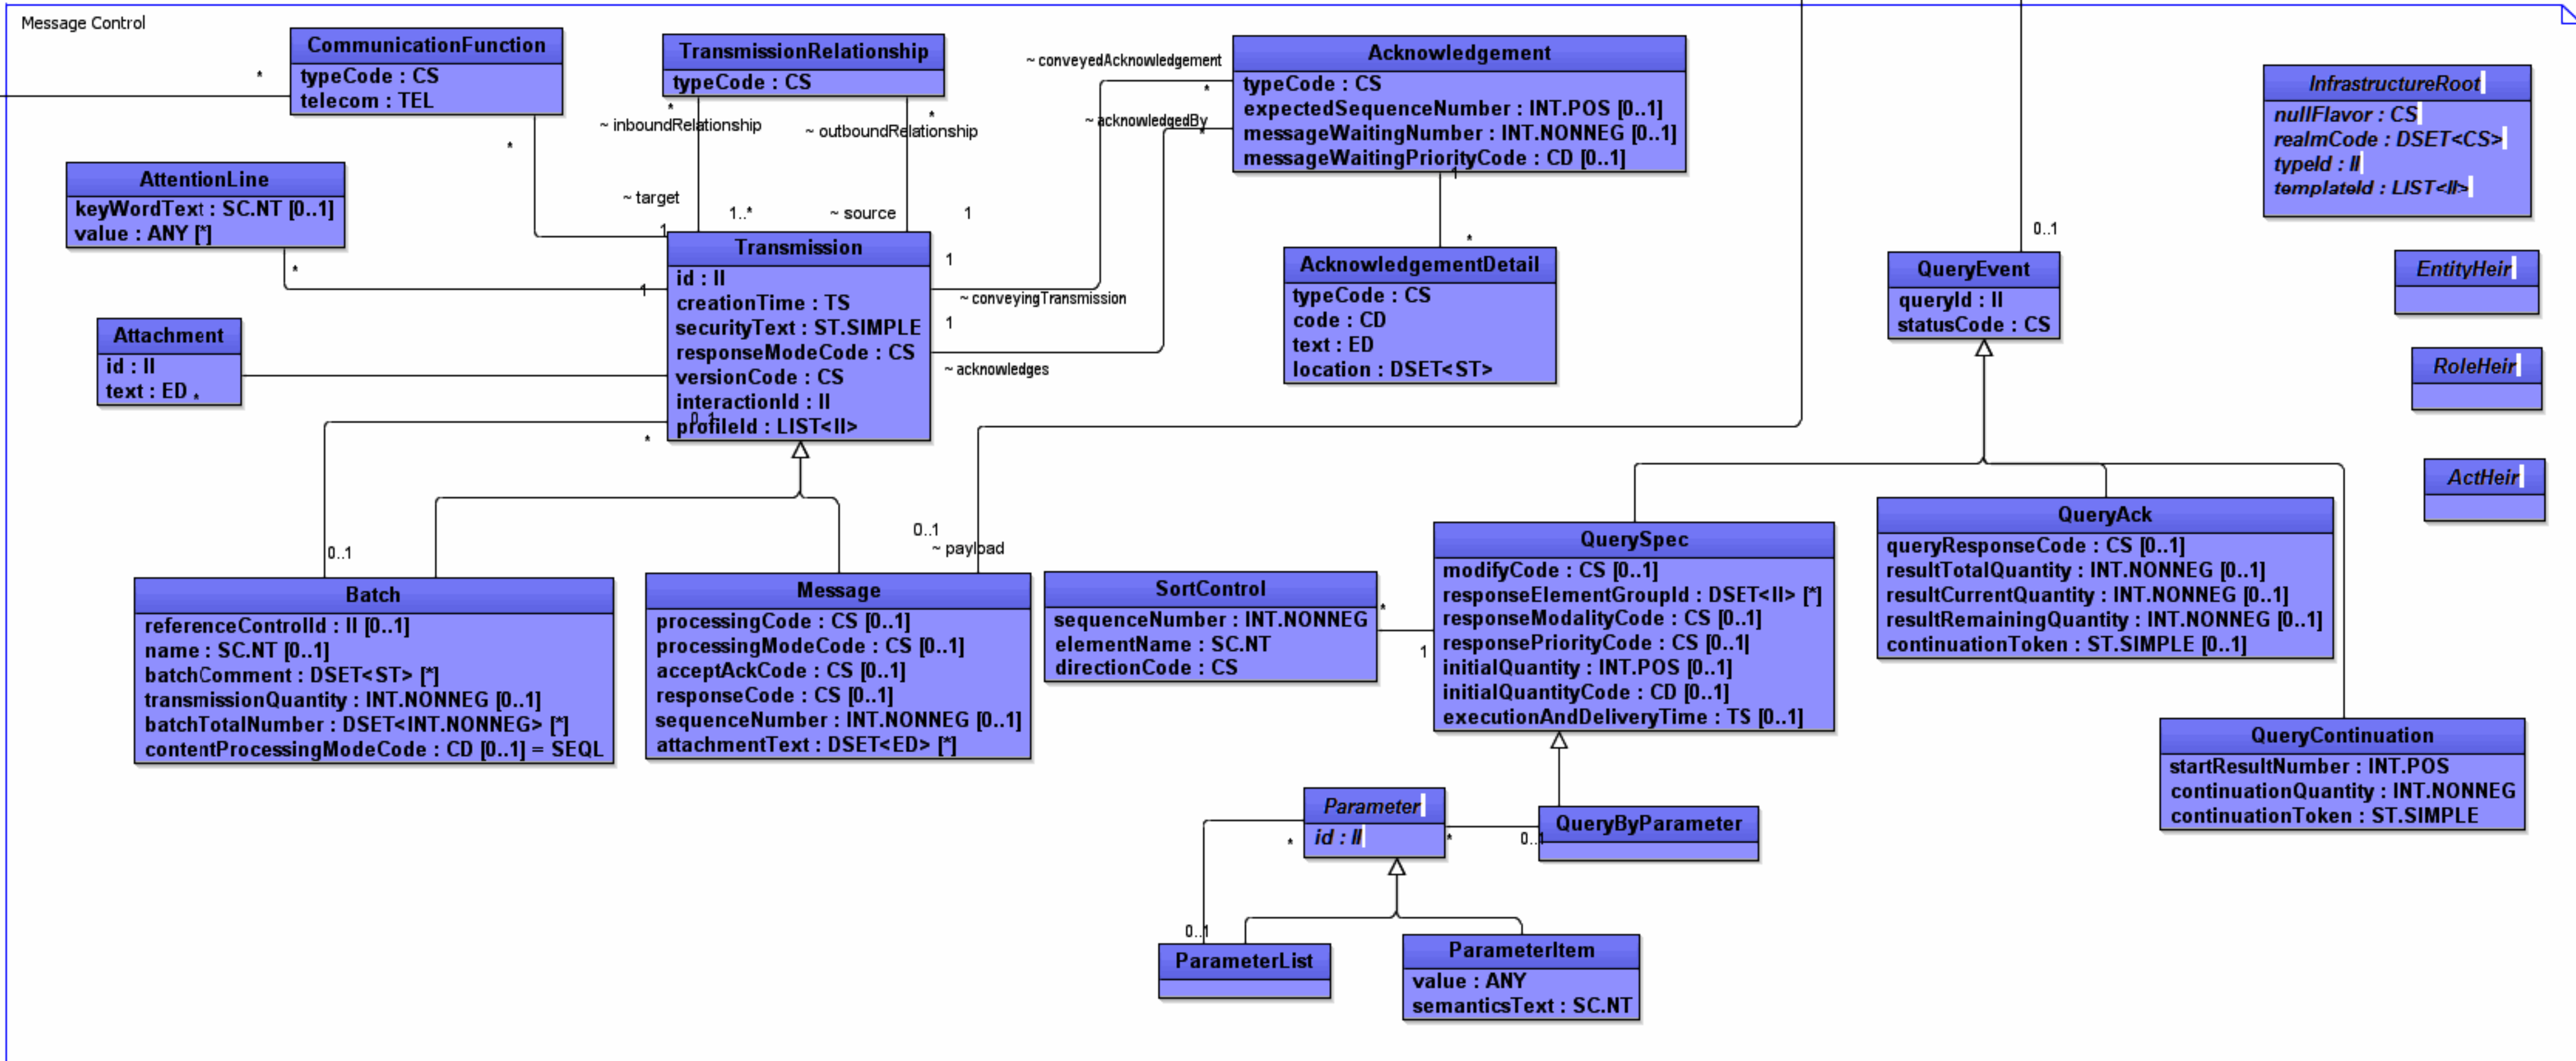 Message Control
CommunicationFunction
typeCode : CS
telecom : TEL
*
*
TransmissionRelationship
typeCode : CS
*
~ inboundRelationship
*
~ outboundRelationship
~ target
1..*
~ source
1
~ conveyedAcknowledgement
*
~ acknowledgedBy
*
Acknowledgement
typeCode : CS
expectedSequenceNumber : INT.POS [0..1]
messageWaitingNumber : INT.NONNEG [0..1]
messageWaitingPriorityCode : CD [0..1]
1
*
InfrastructureRoot
nullFlavor : CS
realmCode : DSET<CS>
typeId : II
templateId : LIST<II>
AttentionLine
keyWordText : SC.NT [0..1]
value : ANY [*]
*
1
1
Transmission
id : II
creationTime : TS
securityText : ST.SIMPLE
responseModeCode : CS
versionCode : CS
interactionId : II
0..1
profileId : LIST<II>
*
1
~ conveyingTransmission
1
~ acknowledges
AcknowledgementDetail
typeCode : CS
code : CD
text : ED
location : DSET<ST>
0..1
QueryEvent
queryId : II
statusCode : CS
EntityHeir
RoleHeir
ActHeir
Attachment
id : II
text : ED
*
0..1
0..1
~ payload
Batch
referenceControlId : II [0..1]
name : SC.NT [0..1]
batchComment : DSET<ST> [*]
transmissionQuantity : INT.NONNEG [0..1]
batchTotalNumber : DSET<INT.NONNEG> [*]
contentProcessingModeCode : CD [0..1] = SEQL
Message
processingCode : CS [0..1]
processingModeCode : CS [0..1]
acceptAckCode : CS [0..1]
responseCode : CS [0..1]
sequenceNumber : INT.NONNEG [0..1]
attachmentText : DSET<ED> [*]
SortControl
sequenceNumber : INT.NONNEG
elementName : SC.NT
directionCode : CS
*
1
QuerySpec
modifyCode : CS [0..1]
responseElementGroupId : DSET<II> [*]
responseModalityCode : CS [0..1]
responsePriorityCode : CS [0..1]
initialQuantity : INT.POS [0..1]
initialQuantityCode : CD [0..1]
executionAndDeliveryTime : TS [0..1]
QueryAck
queryResponseCode : CS [0..1]
resultTotalQuantity : INT.NONNEG [0..1]
resultCurrentQuantity : INT.NONNEG [0..1]
resultRemainingQuantity : INT.NONNEG [0..1]
continuationToken : ST.SIMPLE [0..1]
QueryContinuation
startResultNumber : INT.POS
continuationQuantity : INT.NONNEG
continuationToken : ST.SIMPLE
Parameter
id : II
*
*
0..1
QueryByParameter
0..1
ParameterList
ParameterItem
value : ANY
semanticsText : SC.NT